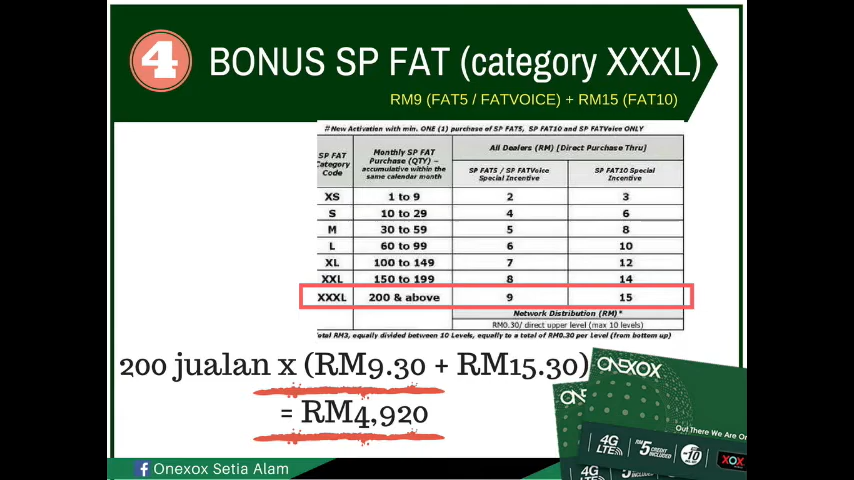 4 BONUS SP FAT (category XXXL)
RM9 (FAT5 / FATVOICE) + RM15 (FAT10)
#New Activation with min. ONE (1) purchase of SP FAT5, SP FAT10 and SP FATVoice ONLY
SP FAT Category Code
Monthly SP FAT Purchase (QTY) – accumulative within the same calendar month
All Dealers (RM) [Direct Purchase Thru]
SP FAT5 / SP FATVoice Special Incentive
SP FAT10 Special Incentive
XS 1 to 9 2 3
S 10 to 29 4 6
M 30 to 59 5 8
L 60 to 99 6 10
XL 100 to 149 7 12
XXL 150 to 199 8 14
XXXL 200 & above 9 15
Network Distribution (RM)*
RM0.30/ direct upper level (max 10 levels)
otal RM3, equally divided between 10 Levels, equally to a total of RM0.30 per Level (from bottom up)
200 jualan x (RM9.30 + RM15.30)
= RM4,920
ONEXOX
ONEXOX
Out There We Are On
4G LTE RM5 CREDIT INCLUDED -10 XOX
4G LTE RM5
Onexox Setia Alam